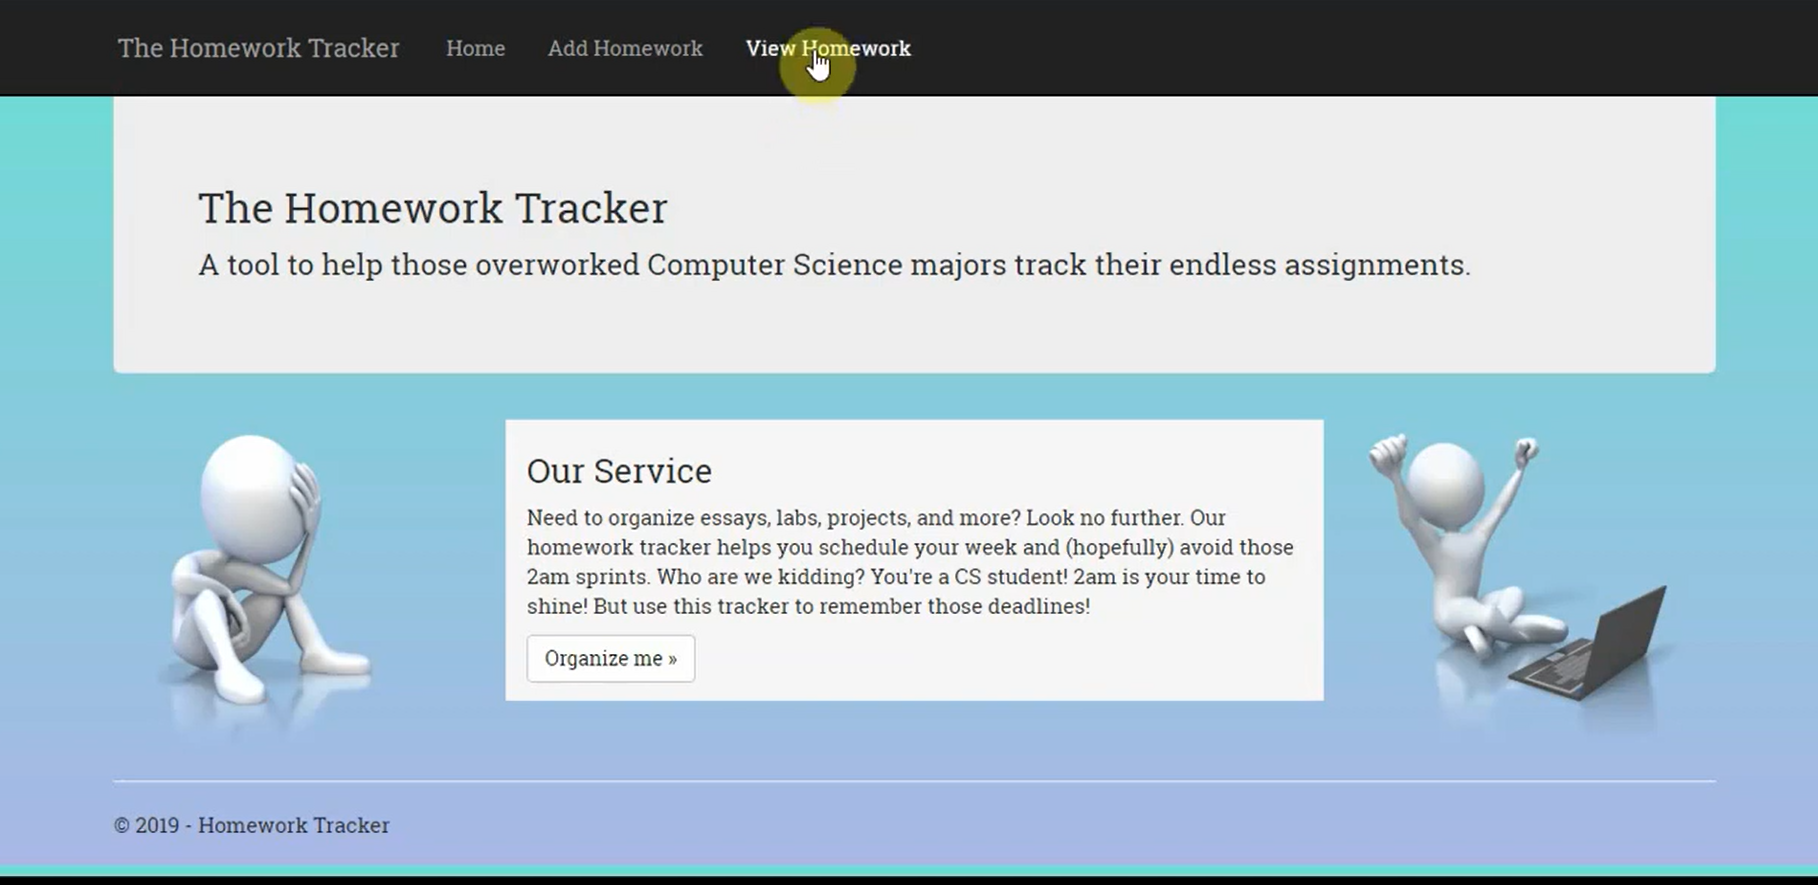 The Homework Tracker Home Add Homework View Homework
The Homework Tracker
A tool to help those overworked Computer Science majors track their endless assignments.
Our Service
Need to organize essays, labs, projects, and more? Look no further. Our
homework tracker helps you schedule your week and (hopefully) avoid those
2am sprints. Who are we kidding? You're a CS student! 2am is your time to
shine! But use this tracker to remember those deadlines!
Organize me »
© 2019 - Homework Tracker